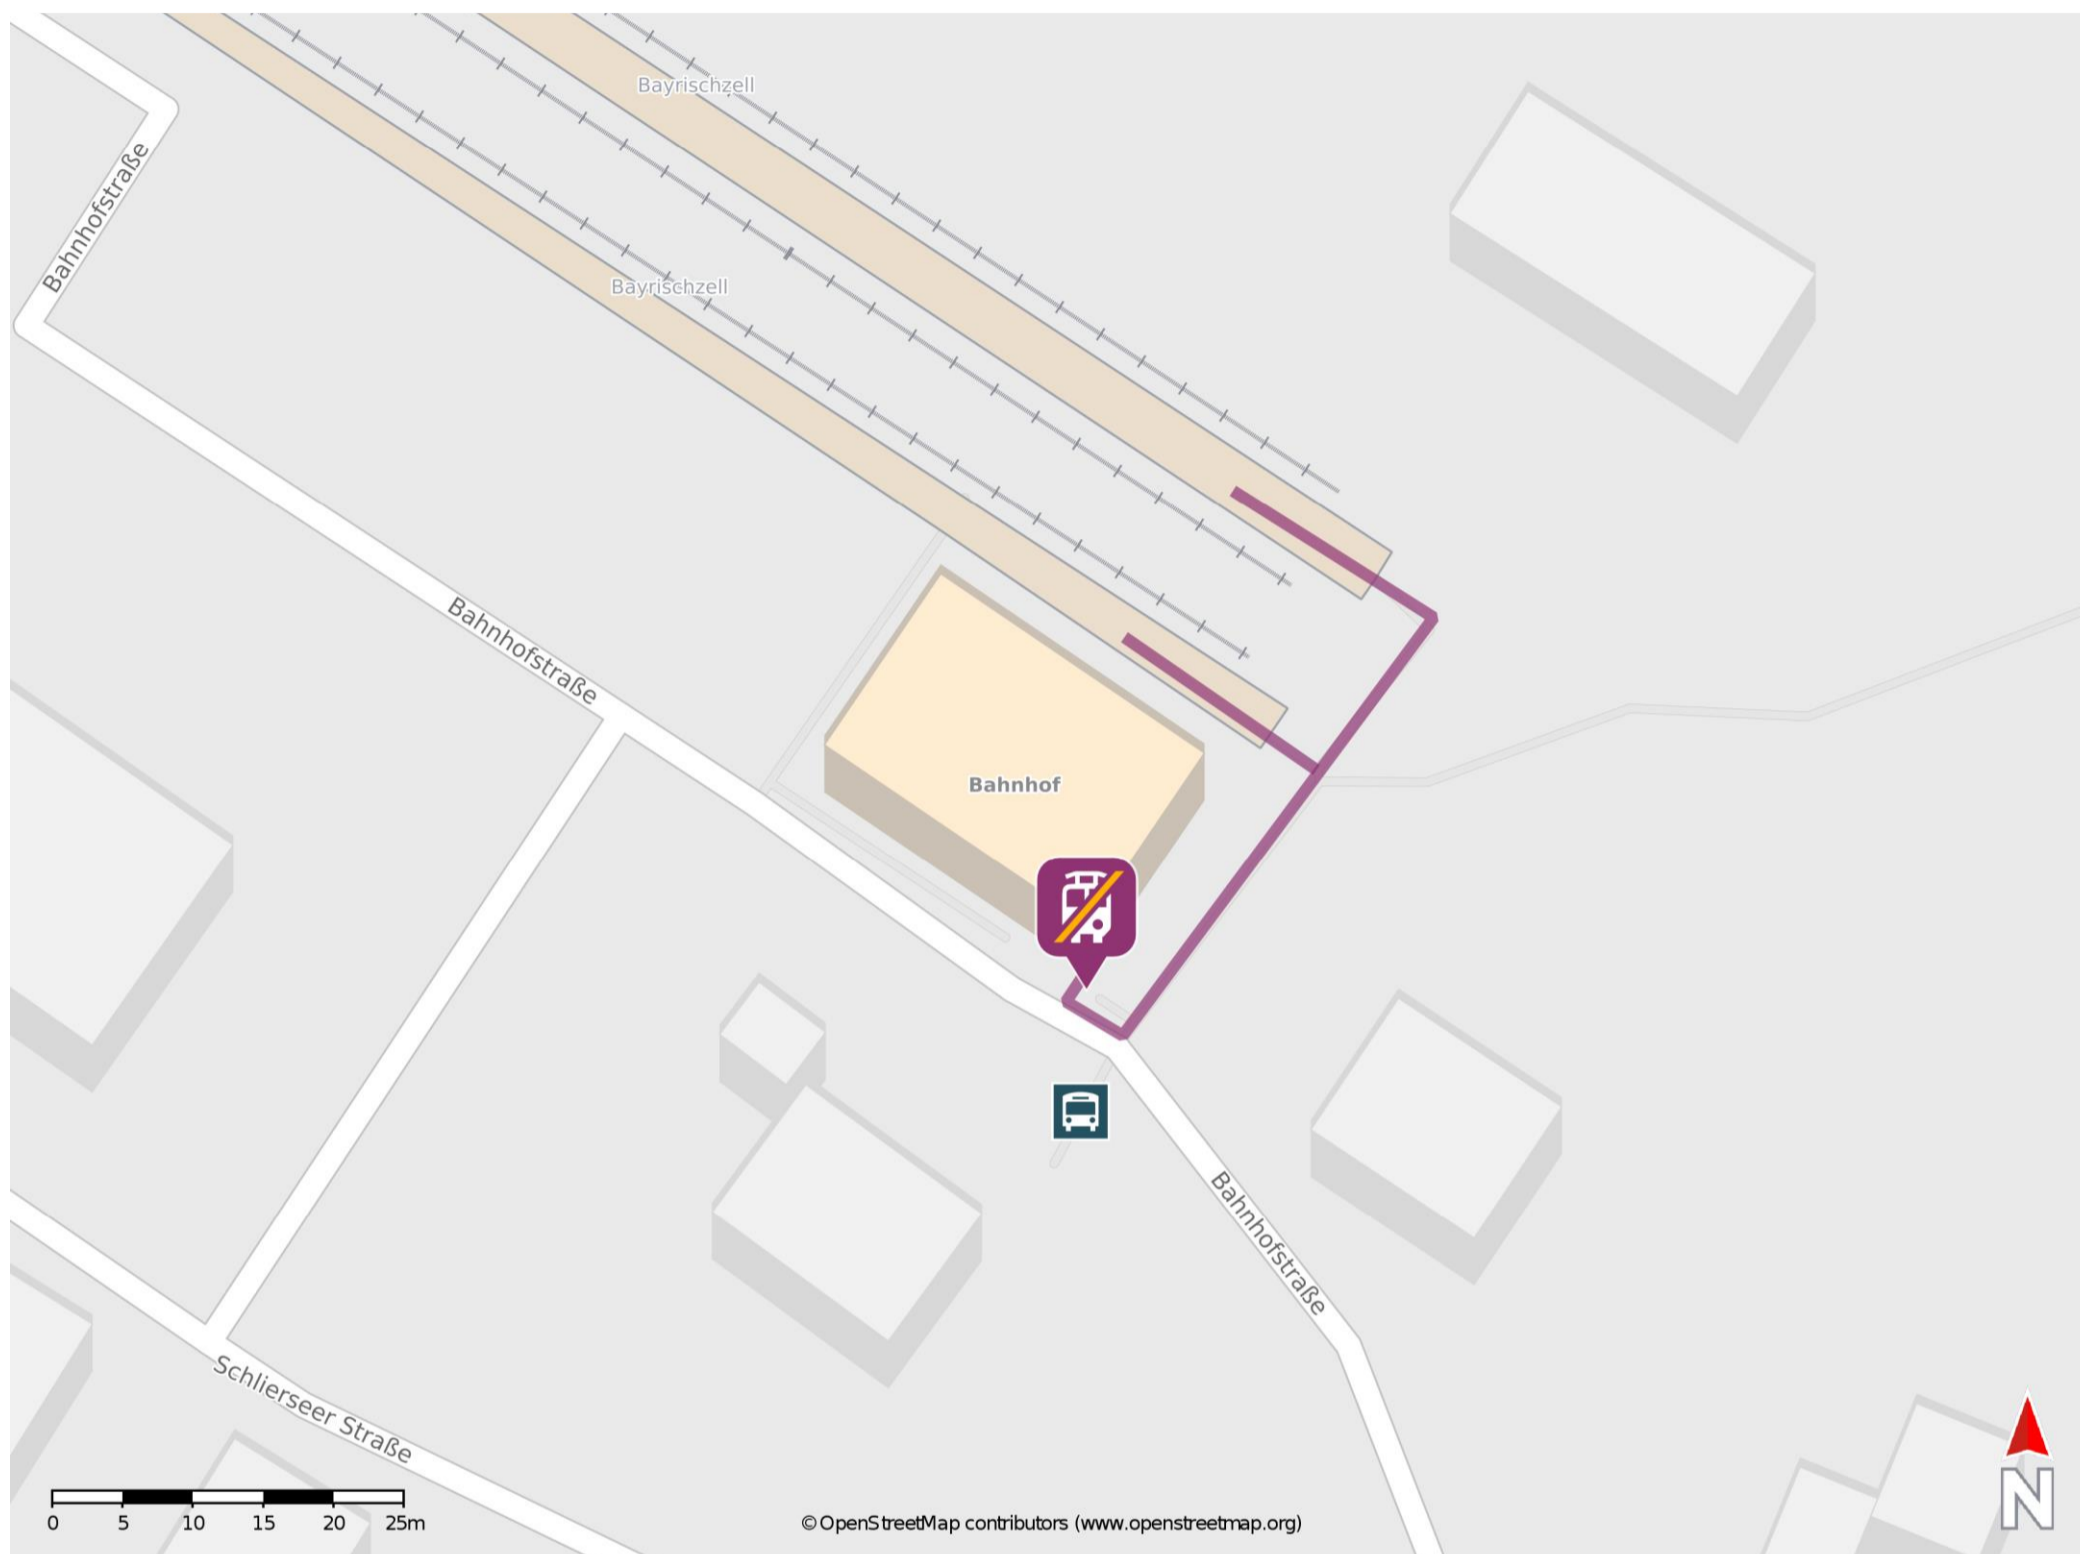 Bayrischzell
Bahnhofstraße
Bayrischzell
Bahnhofstraße
Bahnhof
Bahnhofstraße
Schlierseer Straße
0 5 10 15 20 25m
© OpenStreetMap contributors (www.openstreetmap.org)
N